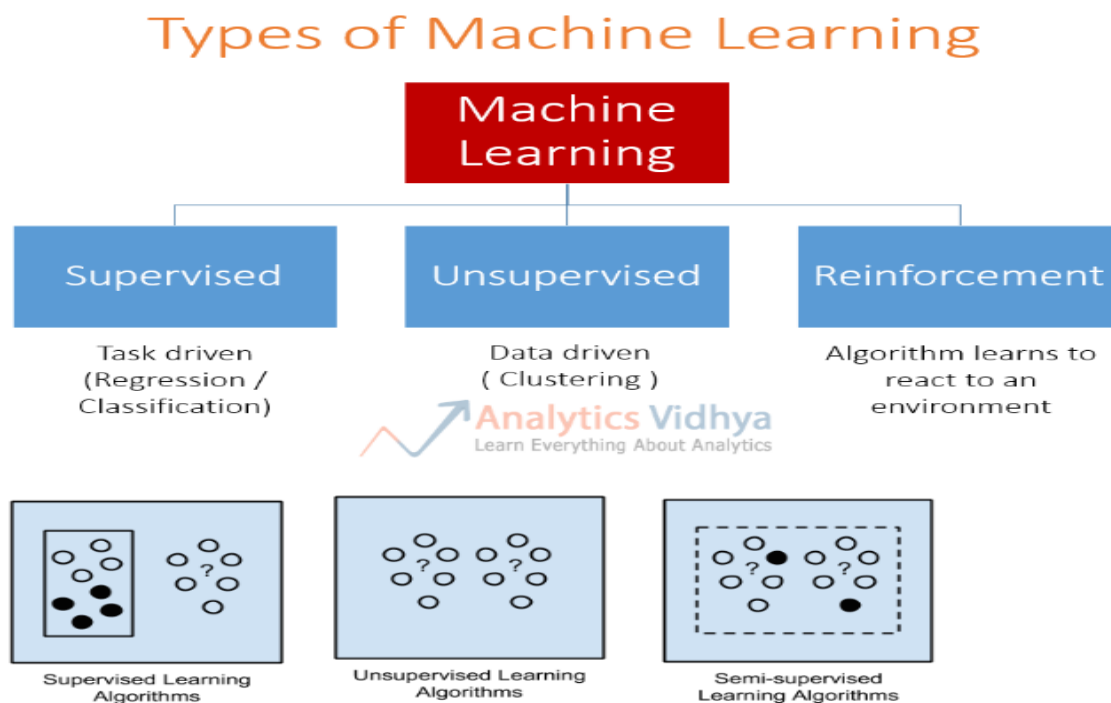 Types of Machine Learning
Machine
Learning
Supervised
Unsupervised
Reinforcement
Task driven
(Regression /
Classification)
Data driven
( Clustering )
Algorithm learns to
react to an
environment
Analytics Vidhya
Learn Everything About Analytics
?
? ?
? ?
Supervised Learning
Algorithms
Unsupervised Learning
Algorithms
Semi-supervised
Learning Algorithms